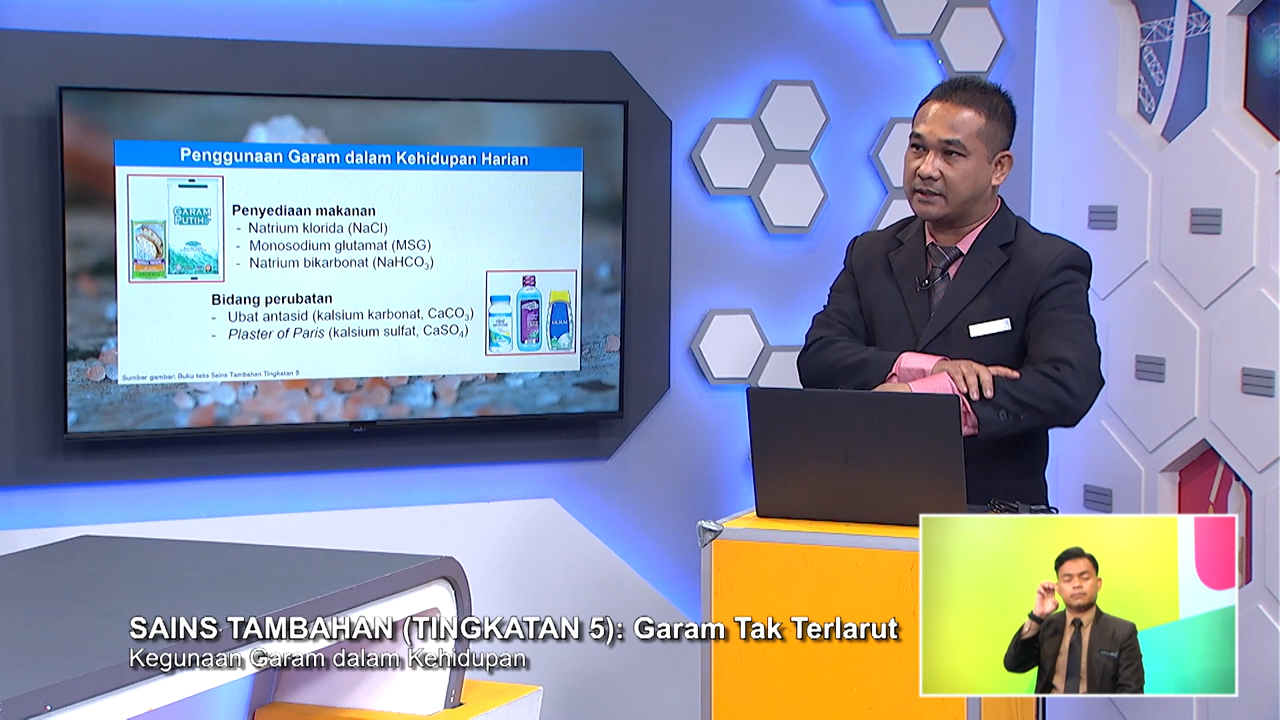 Penggunaan Garam dalam Kehidupan Harian
GARAM
PUTIH
Penyediaan makanan
- Natrium klorida (NaCl)
- Monosodium glutamat (MSG)
- Natrium bikarbonat (NaHCO₃)
Bidang perubatan
- Ubat antasid (kalsium karbonat, CaCO₃)
- Plaster of Paris (kalsium sulfat, CaSO₄)
Sumber gambar: Buku teks Sains Tambahan Tingkatan 5
SAINS TAMBAHAN (TINGKATAN 5): Garam Tak Terlarut
Kegunaan Garam dalam Kehidupan